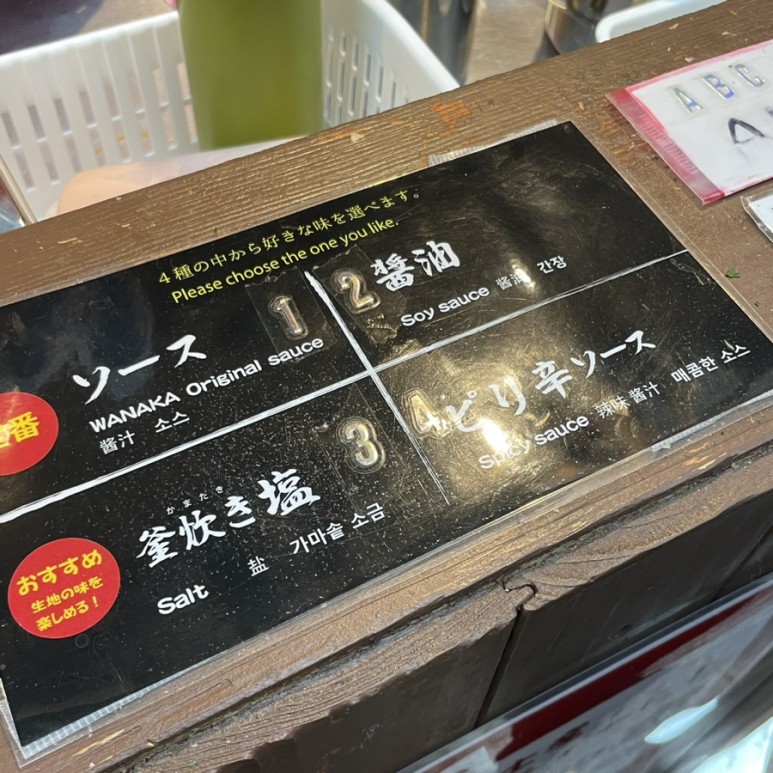 4種の中から好きな味を選べます。
Please choose the one you like.
ソース 1
WANAKA Original sauce
醤汁 소스
番
2 醤油
Soy sauce 酱油 간장
かまたき
釜炊き塩 3
Salt 盐 가마솥 소금
おすすめ
生地の味を
楽しめる!
4 ピリ辛ソース
Spicy sauce 辣味醤汁 매콤한 소스
A B C